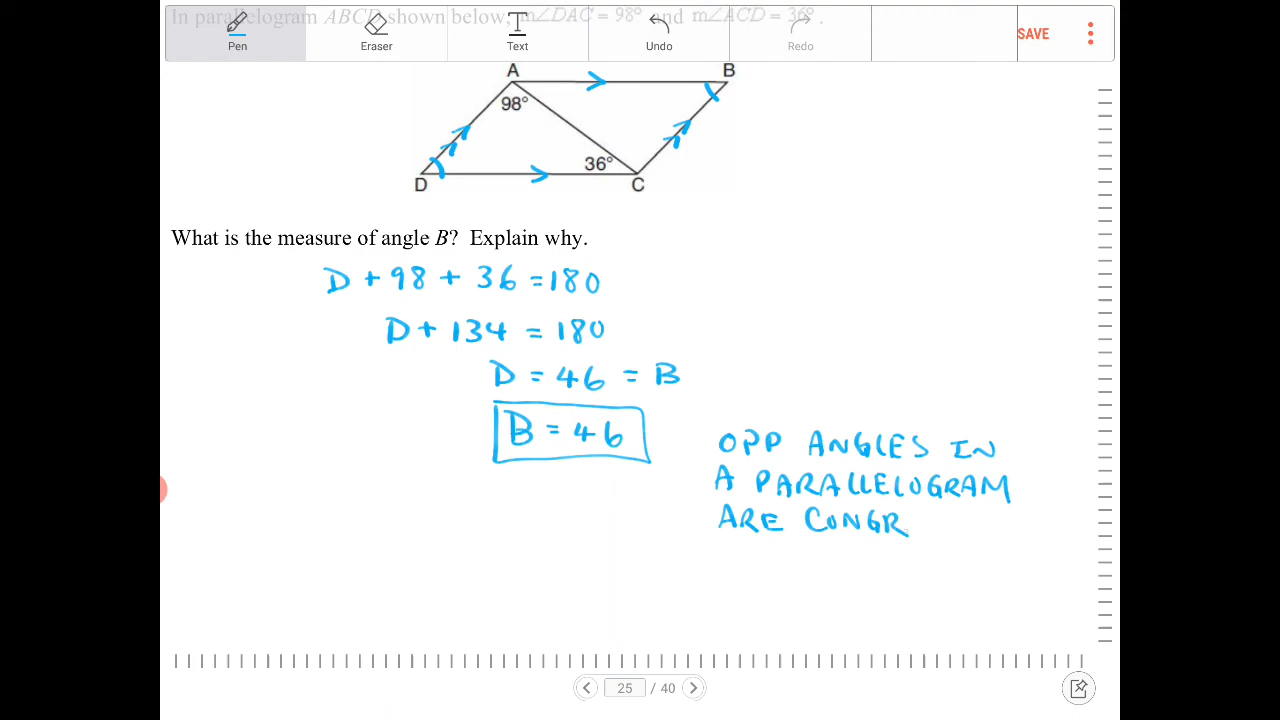 In parallelogram ABCD shown below, m∠DAC = 98° and m∠ACD = 36°.
Pen
Eraser
Text
Undo
Redo
SAVE
A
B
98°
36°
D
C
What is the measure of angle B? Explain why.
D + 98 + 36 = 180
D + 134 = 180
D = 46 = B
B = 46
OPP ANGLES IN
A PARALLELOGRAM
ARE CONGR
25 / 40